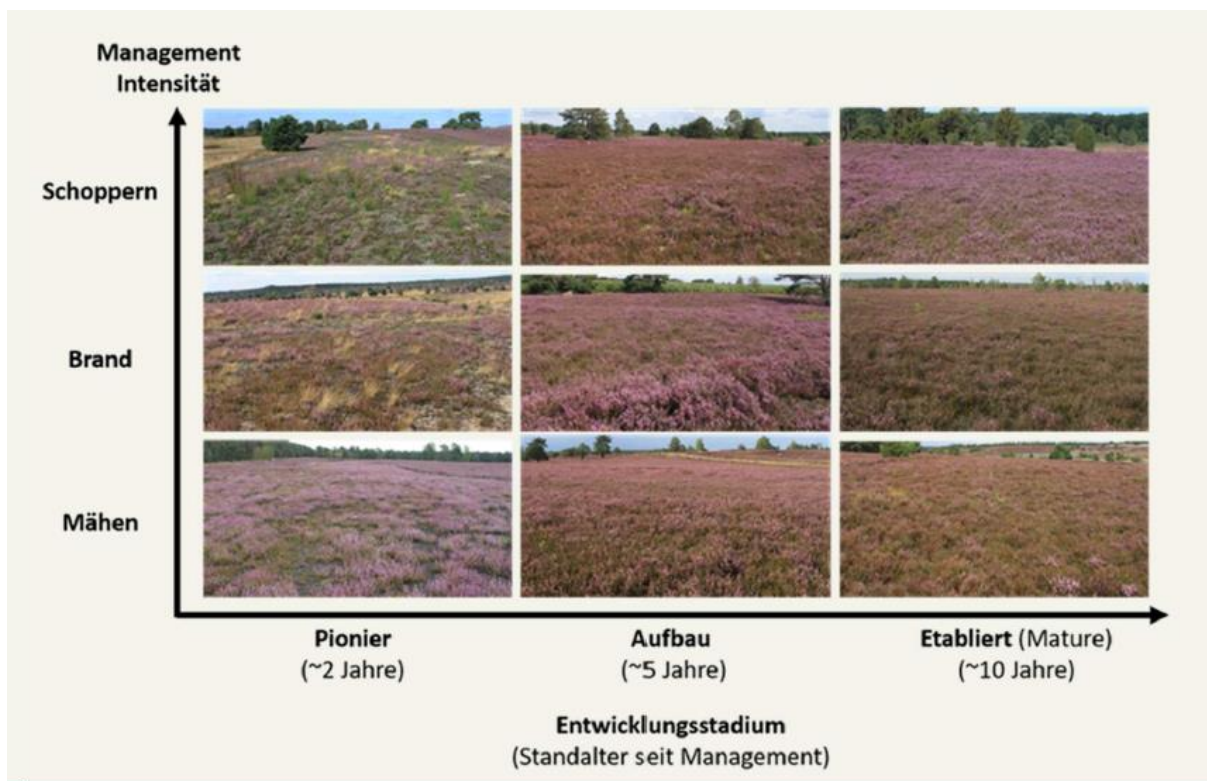 Management
Intensität
Schoppern
Brand
Mähen
Pionier
(~2 Jahre)
Aufbau
(~5 Jahre)
Etabliert (Mature)
(~10 Jahre)
Entwicklungsstadium
(Standalter seit Management)